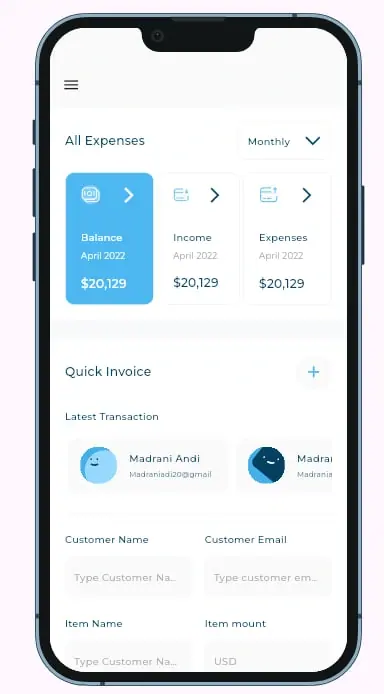 All Expenses
Monthly
Balance
April 2022
$20,129
Income
April 2022
$20,129
Expenses
April 2022
$20,129
Quick Invoice
Latest Transaction
Madrani Andi
Madraniadi20@gmail
Madrar
Madrania
Customer Name
Customer Email
Type Customer Na...
Type customer em...
Item Name
Item mount
Type Customer Na...
USD